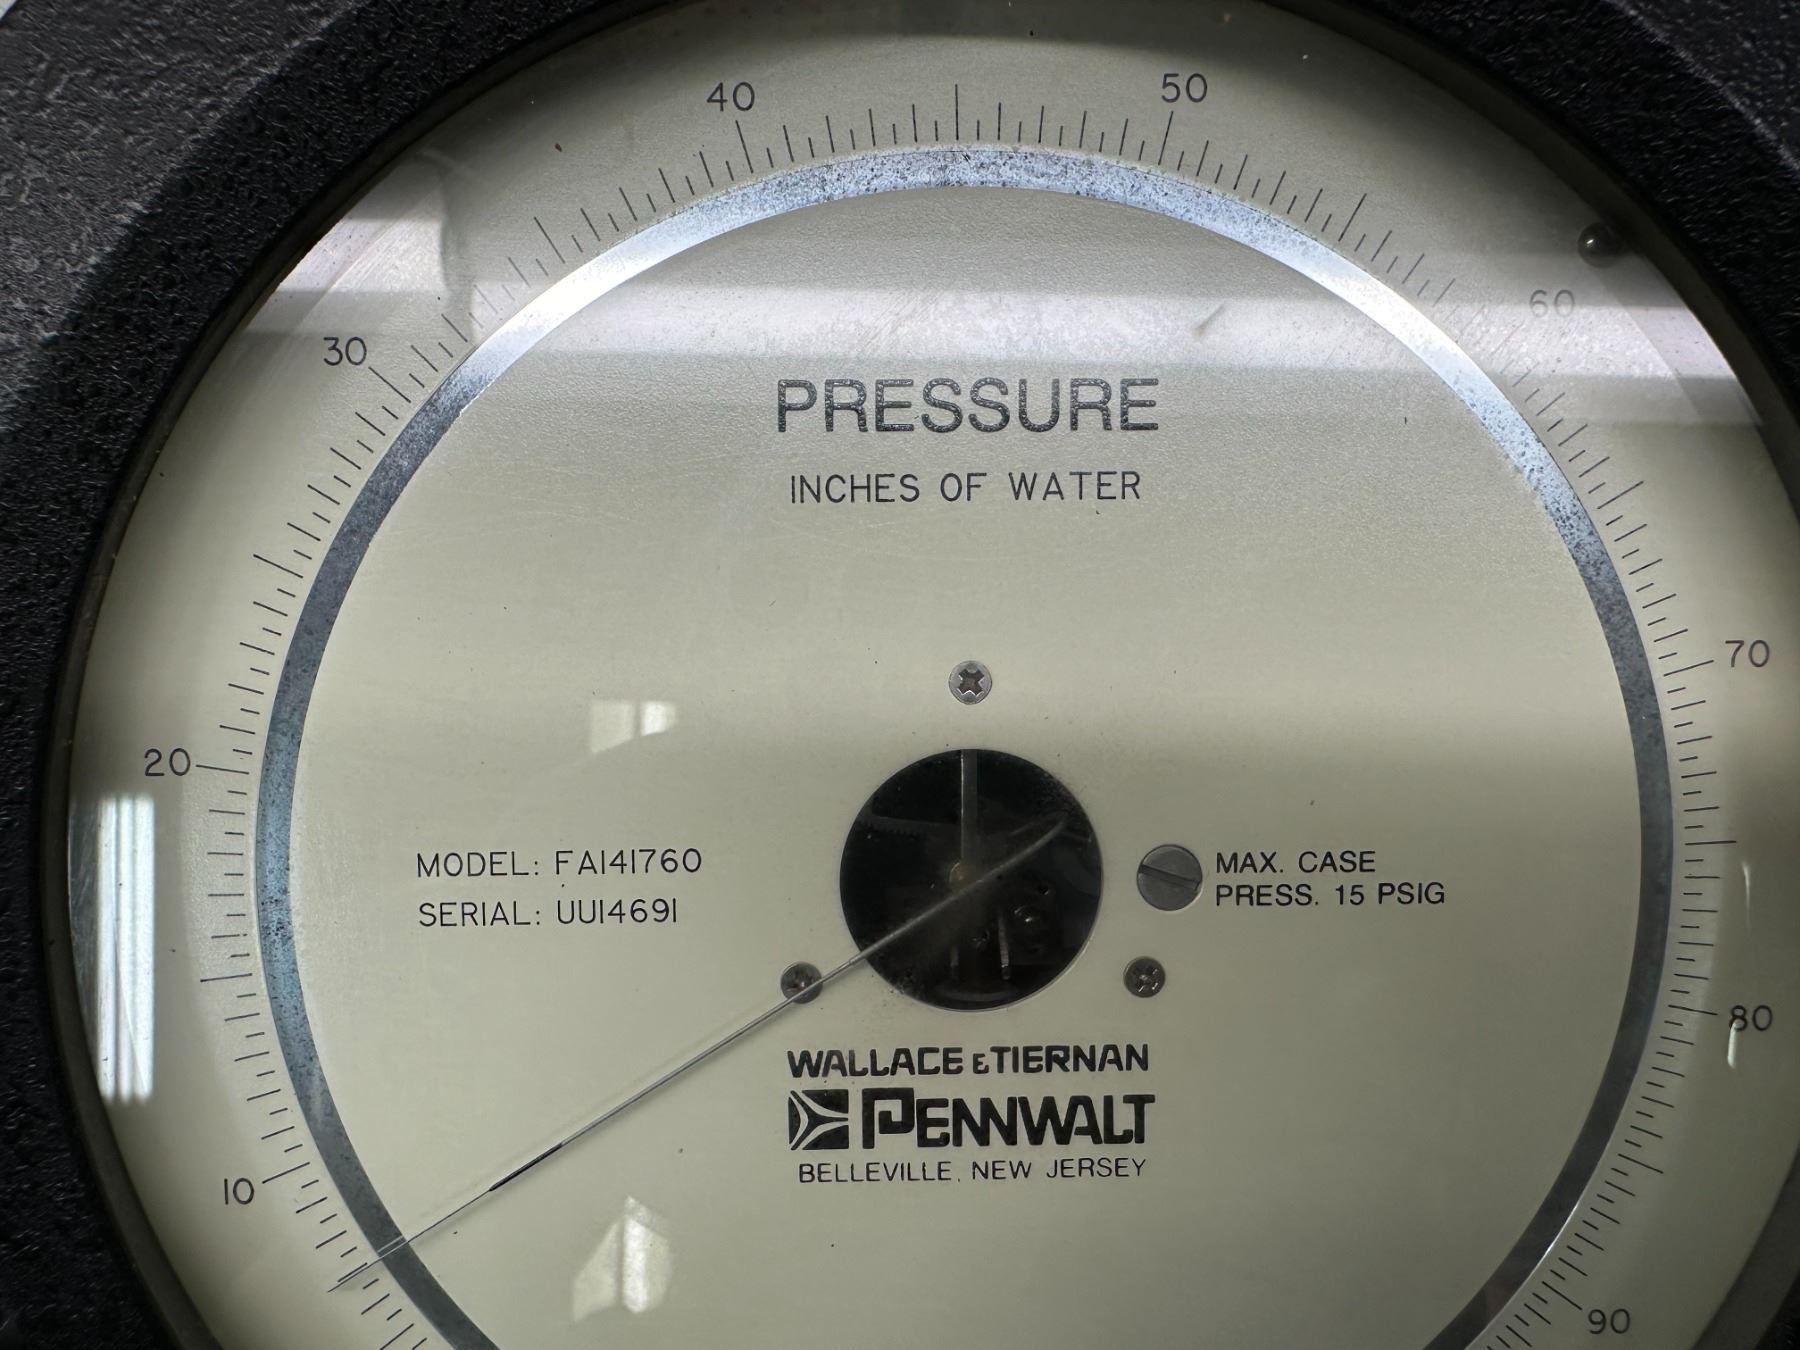 40
50
30
60
PRESSURE
INCHES OF WATER
70
20
MODEL: FA141760
SERIAL: UU14691
MAX. CASE
PRESS. 15 PSIG
80
WALLACE & TIERNAN
PENNWALT
BELLEVILLE, NEW JERSEY
10
90